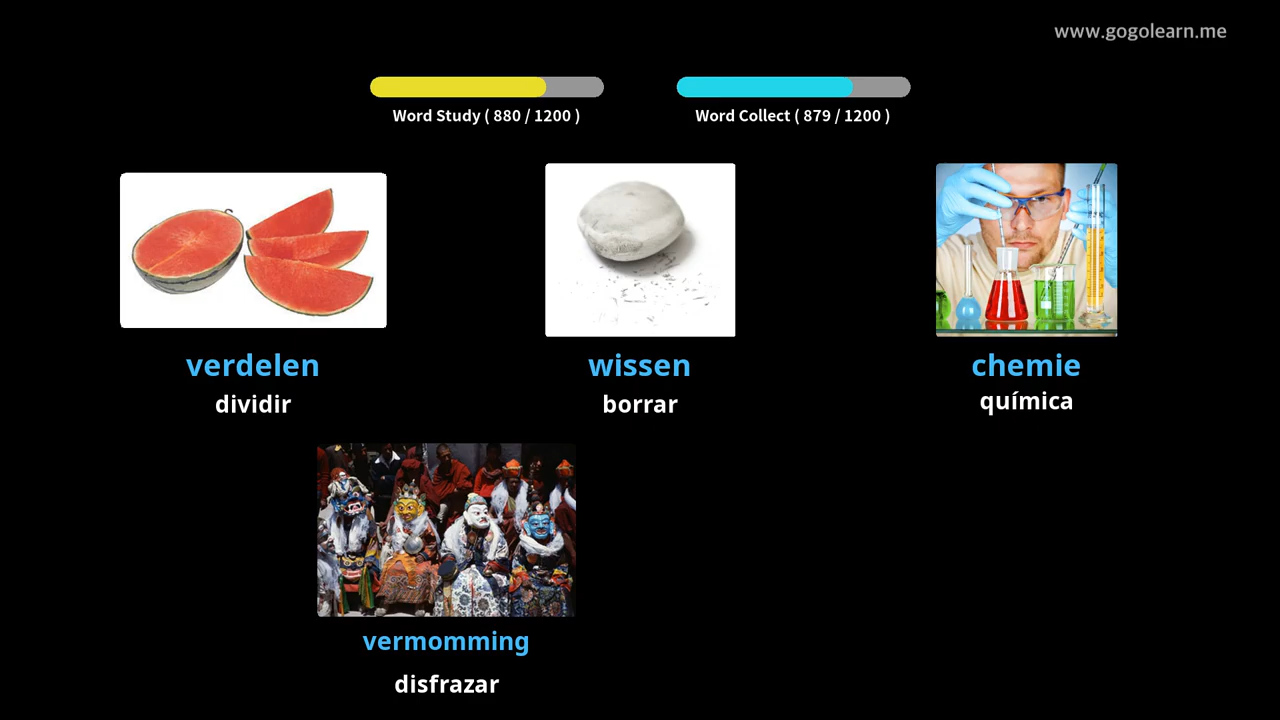 www.gogolearn.me
Word Study ( 880 / 1200 )
Word Collect ( 879 / 1200 )
verdelen
dividir
wissen
borrar
chemie
química
vermomming
disfrazar